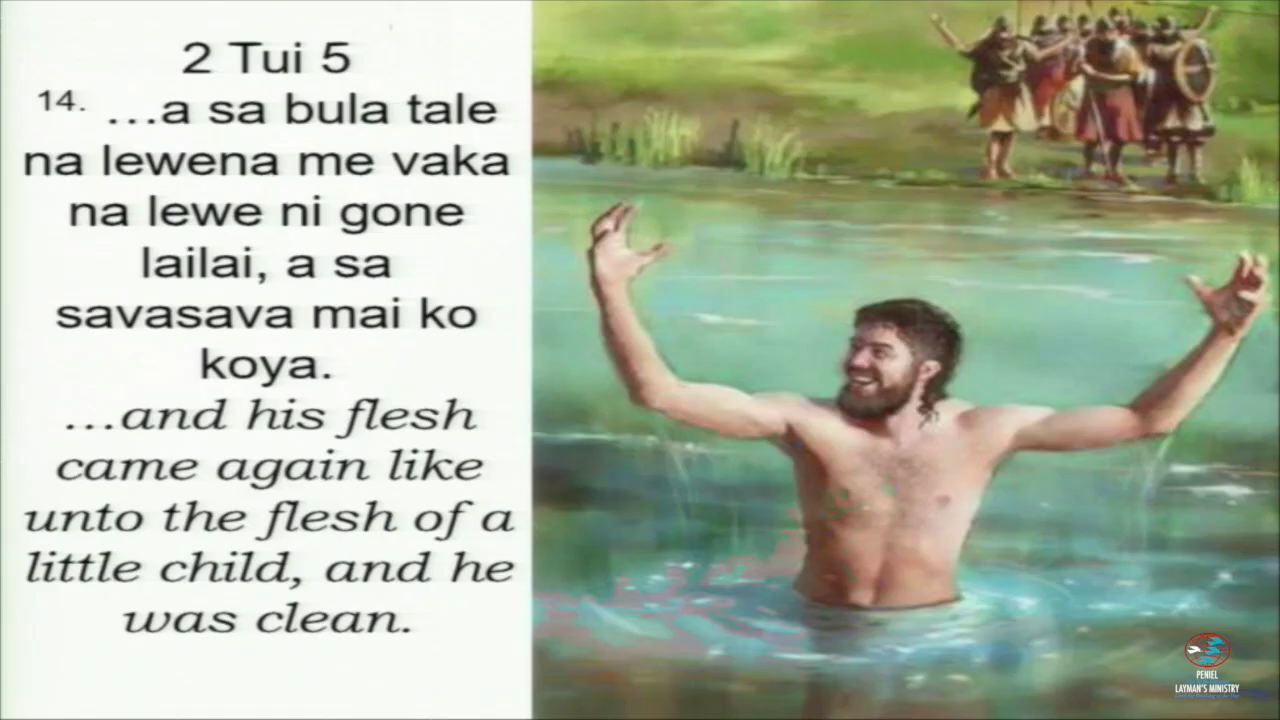 2 Tui 5
14. ...a sa bula tale
na lewena me vaka
na lewe ni gone
lailai, a sa
savasava mai ko
koya.
...and his flesh
came again like
unto the flesh of a
little child, and he
was clean.
PENIEL
LAYMAN'S MINISTRY